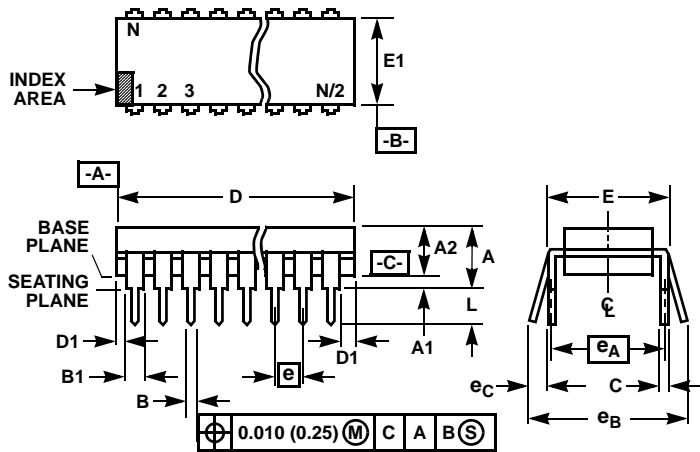 N
E1
INDEX
AREA
1 2 3 N/2
-B-
-A-
D
E
BASE
PLANE
A2
A
-C-
SEATING
PLANE
L
C
L
D1
A1
D1
B1
e
eA
eC
C
B
eB
0.010 (0.25) M C A B S